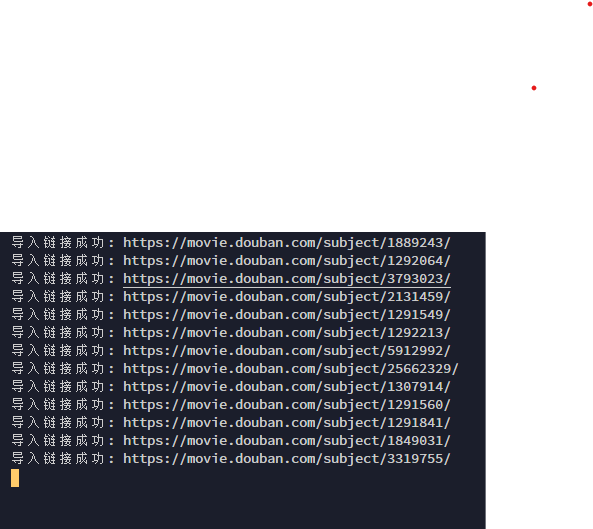 导入链接成功: https://movie.douban.com/subject/1889243/
导入链接成功: https://movie.douban.com/subject/1292064/
导入链接成功: https://movie.douban.com/subject/3793023/
导入链接成功: https://movie.douban.com/subject/2131459/
导入链接成功: https://movie.douban.com/subject/1291549/
导入链接成功: https://movie.douban.com/subject/1292213/
导入链接成功: https://movie.douban.com/subject/5912992/
导入链接成功: https://movie.douban.com/subject/25662329/
导入链接成功: https://movie.douban.com/subject/1307914/
导入链接成功: https://movie.douban.com/subject/1291560/
导入链接成功: https://movie.douban.com/subject/1291841/
导入链接成功: https://movie.douban.com/subject/1849031/
导入链接成功: https://movie.douban.com/subject/3319755/